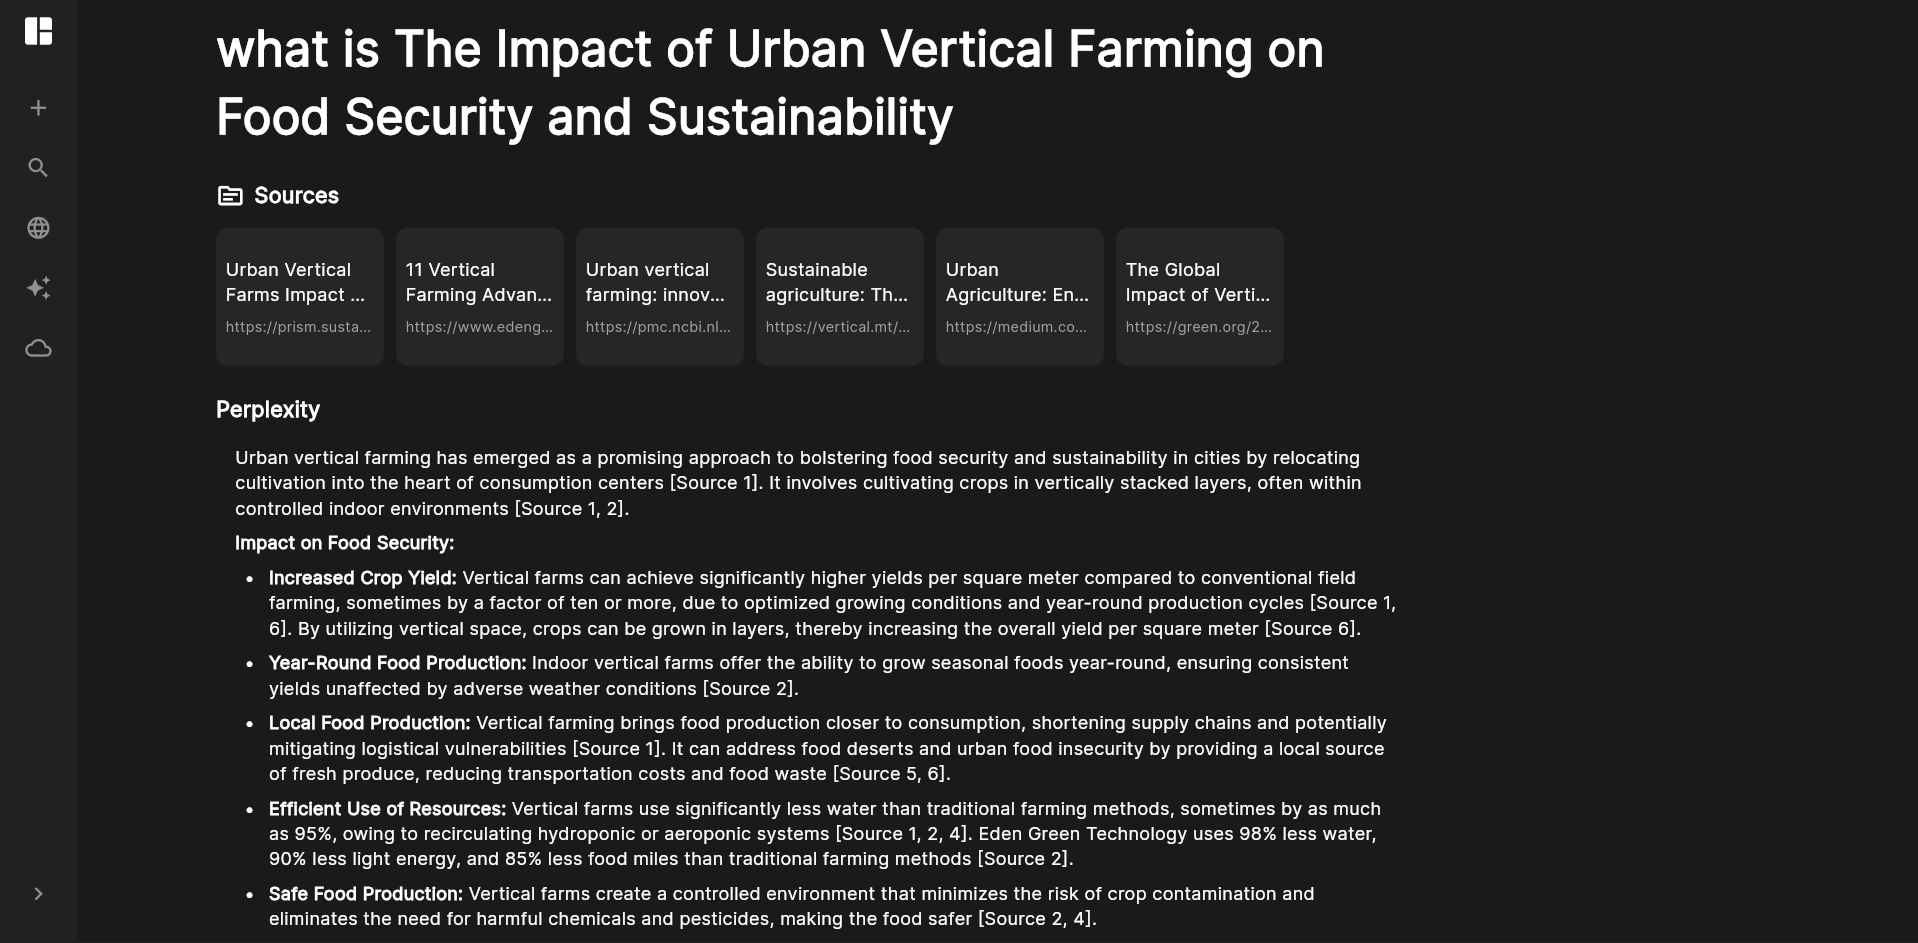 what is The Impact of Urban Vertical Farming on
Food Security and Sustainability
Sources
Urban Vertical
Farms Impact ...
https://prism.susta...
11 Vertical
Farming Advan...
https://www.edeng...
Urban vertical
farming: innov...
https://pmc.ncbi.nl...
Sustainable
agriculture: Th...
https://vertical.mt/...
Urban
Agriculture: En...
https://medium.co...
The Global
Impact of Verti...
https://green.org/2...
Perplexity
Urban vertical farming has emerged as a promising approach to bolstering food security and sustainability in cities by relocating
cultivation into the heart of consumption centers [Source 1]. It involves cultivating crops in vertically stacked layers, often within
controlled indoor environments [Source 1, 2].
Impact on Food Security:
• Increased Crop Yield: Vertical farms can achieve significantly higher yields per square meter compared to conventional field
farming, sometimes by a factor of ten or more, due to optimized growing conditions and year-round production cycles [Source 1,
6]. By utilizing vertical space, crops can be grown in layers, thereby increasing the overall yield per square meter [Source 6].
• Year-Round Food Production: Indoor vertical farms offer the ability to grow seasonal foods year-round, ensuring consistent
yields unaffected by adverse weather conditions [Source 2].
• Local Food Production: Vertical farming brings food production closer to consumption, shortening supply chains and potentially
mitigating logistical vulnerabilities [Source 1]. It can address food deserts and urban food insecurity by providing a local source
of fresh produce, reducing transportation costs and food waste [Source 5, 6].
• Efficient Use of Resources: Vertical farms use significantly less water than traditional farming methods, sometimes by as much
as 95%, owing to recirculating hydroponic or aeroponic systems [Source 1, 2, 4]. Eden Green Technology uses 98% less water,
90% less light energy, and 85% less food miles than traditional farming methods [Source 2].
• Safe Food Production: Vertical farms create a controlled environment that minimizes the risk of crop contamination and
eliminates the need for harmful chemicals and pesticides, making the food safer [Source 2, 4].